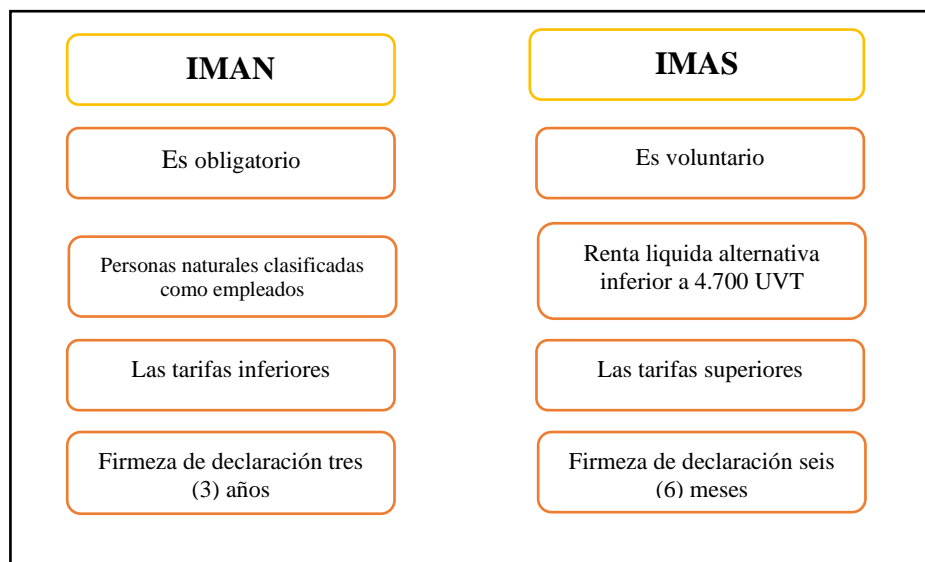 IMAN
Es obligatorio
Personas naturales clasificadas
como empleados
Las tarifas inferiores
Firmeza de declaración tres
(3) años
IMAS
Es voluntario
Renta liquida alternativa
inferior a 4.700 UVT
Las tarifas superiores
Firmeza de declaración seis
(6) meses